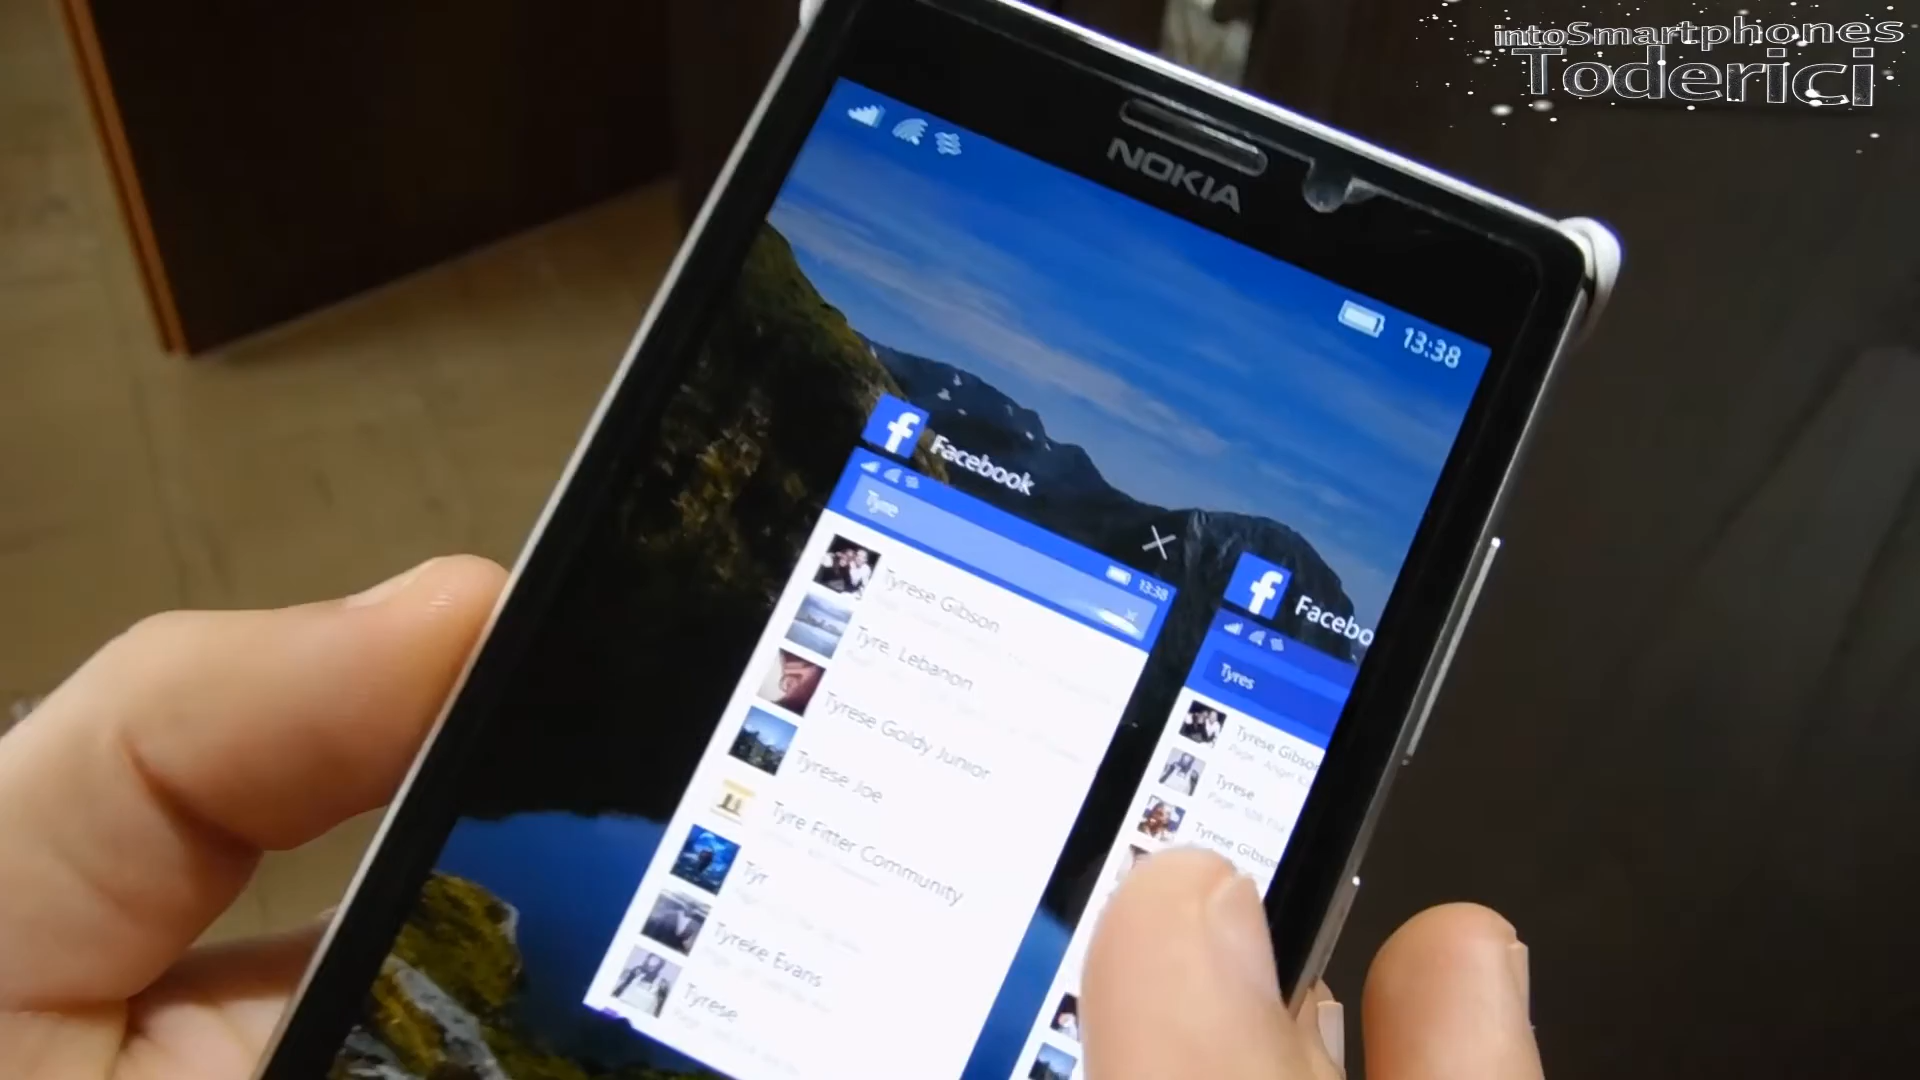 intoSmartphones
Toderici
NOKIA
13:38
Facebook
13:38
Tyre
Tyrese Gibson
Tyre, Lebanon
Tyrese Goldy Junior
Tyrese Joe
Tyre Fitter Community
Tyr
Tyreke Evans
Tyrese
Facebo
Tyres
Tyrese Gibson
Tyrese
Tyrese Gibson